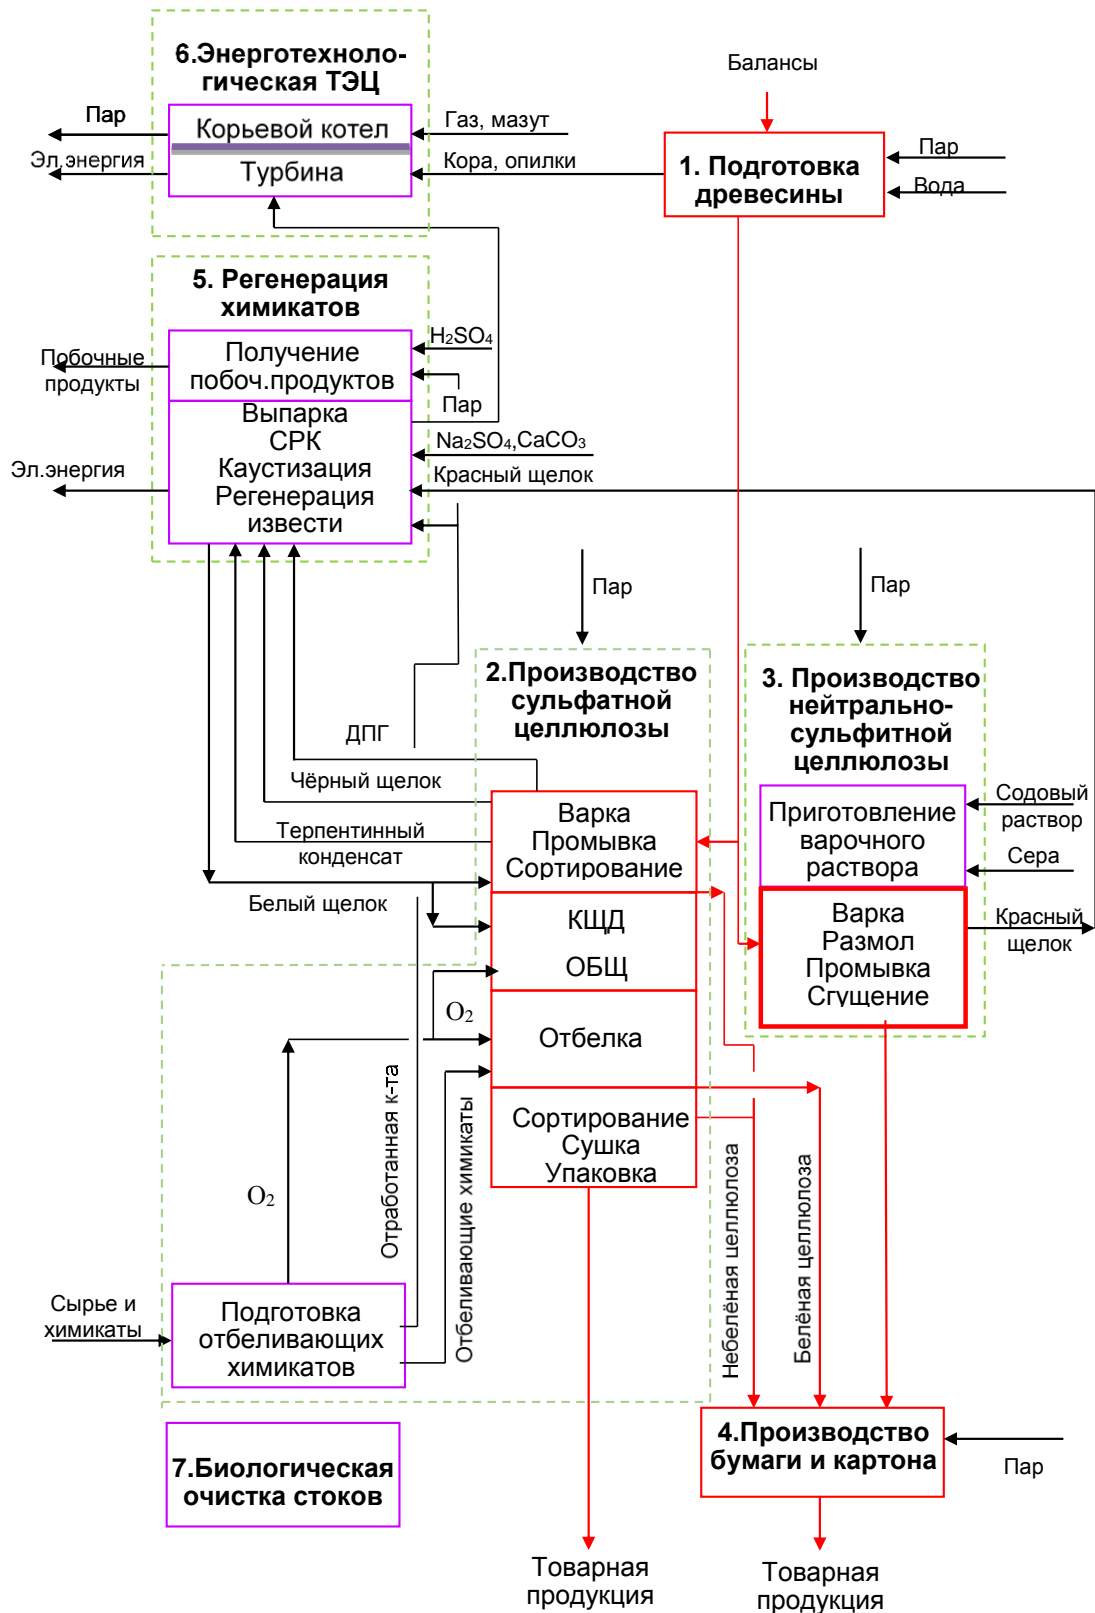 6.Энерготехноло-
гическая ТЭЦ
Балансы
Пар
Корьевой котел
Газ, мазут
Эл.энергия
Турбина
Кора, опилки
1. Подготовка
древесины
Пар
Вода
5. Регенерация
химикатов
H₂SO₄
Побочные
продукты
Получение
побоч.продуктов
Пар
Выпарка
СРК
Каустизация
Регенерация
извести
Na₂SO₄,CaCO₃
Эл.энергия
Красный щелок
Пар
Пар
2.Производство
сульфатной
целлюлозы
3. Производство
нейтрально-
сульфитной
целлюлозы
ДПГ
Чёрный щелок
Терпентинный
конденсат
Белый щелок
Варка
Промывка
Сортирование
Приготовление
варочного
раствора
Содовый
раствор
Сера
КЩД
ОБЩ
Варка
Размол
Промывка
Сгущение
Красный
щелок
O₂
Отбелка
Сортирование
Сушка
Упаковка
O₂
Отработанная к-та
Отбеливающие химикаты
Небелёная целлюлоза
Белёная целлюлоза
Сырье и
химикаты
Подготовка
отбеливающих
химикатов
4.Производство
бумаги и картона
Пар
7.Биологическая
очистка стоков
Товарная
продукция
Товарная
продукция